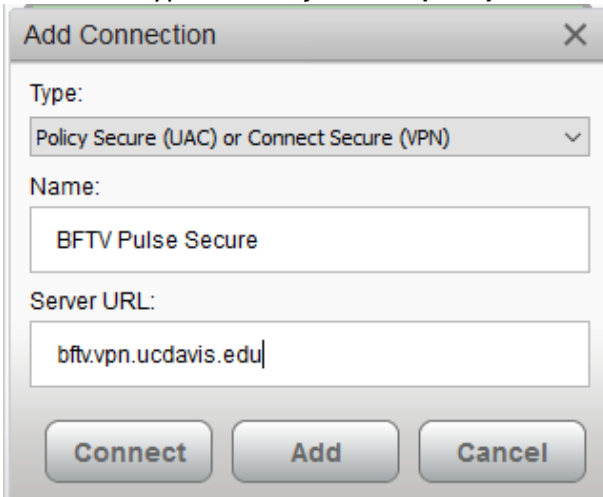 Add Connection
Type:
Policy Secure (UAC) or Connect Secure (VPN)
Name:
BFTV Pulse Secure
Server URL:
bftv.vpn.ucdavis.edu
Connect Add Cancel